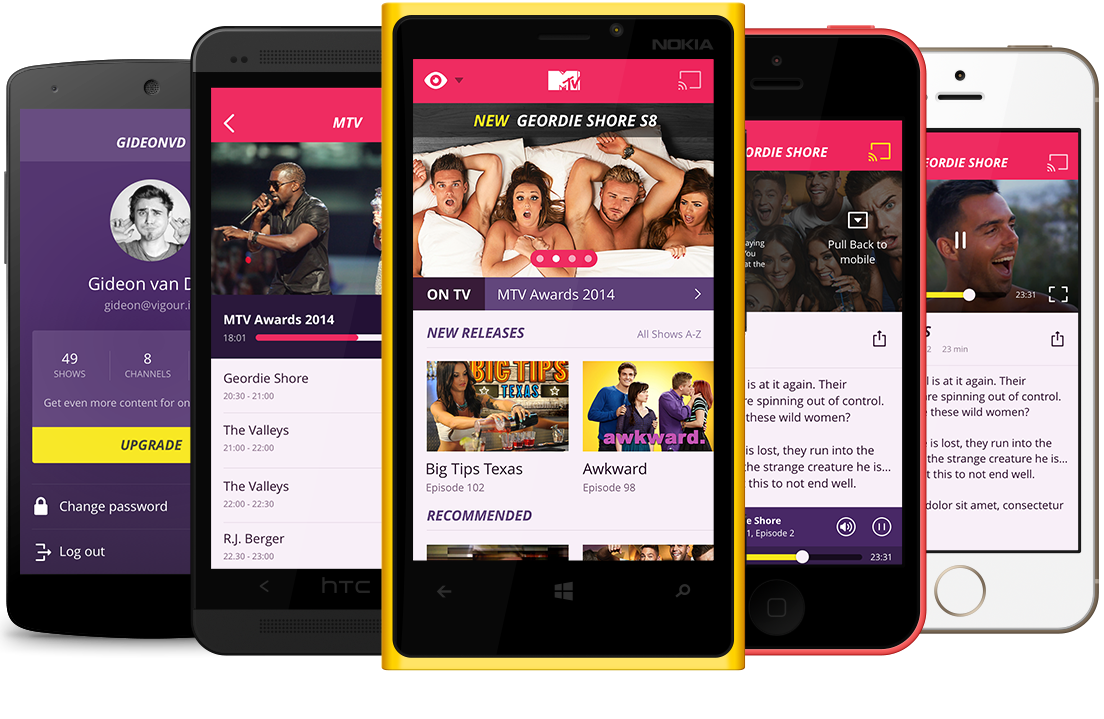 GIDEONVD
Gideon van D
gideon@vigour.i
49
SHOWS
8
CHANNELS
Get even more content for on
UPGRADE
Change password
Log out
MTV
MTV Awards 2014
18:01
Geordie Shore
20:30 - 21:00
The Valleys
21:00 - 22:00
The Valleys
22:00 - 22:30
R.J. Berger
22.30 - 23:00
hTC
NOKIA
MTV
NEW GEORDIE SHORE S8
ON TV
MTV Awards 2014
NEW RELEASES
All Shows A-Z
BIG TIPS
TEXAS
awkward.
Big Tips Texas
Episode 102
Awkward
Episode 98
RECOMMENDED
ORDIE SHORE
aying
You
at the
Pull Back to
mobile
l is at it again. Their
re spinning out of control.
these wild women?
is lost, they run into the
the strange creature he is...
t this to not end well.
e Shore
1, Episode 2
23:31
EORDIE SHORE
23:31
S
2 23 min
l is at it again. Their
re spinning out of control.
these wild women?
e is lost, they run into the
the strange creature he is...
t this to not end well.
dolor sit amet, consectetur